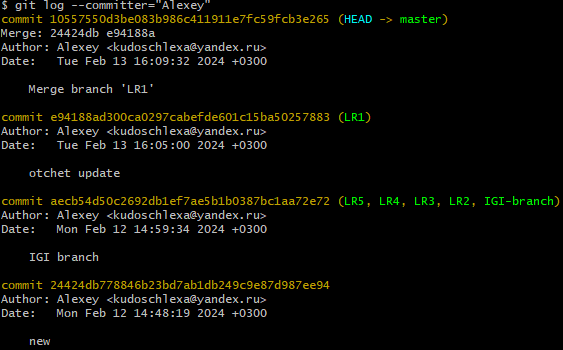 $ git log --committer="Alexey"
commit 10557550d3be083b986c411911e7fc59fcb3e265 (HEAD -> master)
Merge: 24424db e94188a
Author: Alexey <kudoschlexa@yandex.ru>
Date:   Tue Feb 13 16:09:32 2024 +0300
    Merge branch 'LR1'
commit e94188ad300ca0297cabefde601c15ba50257883 (LR1)
Author: Alexey <kudoschlexa@yandex.ru>
Date:   Tue Feb 13 16:05:00 2024 +0300
    otchet update
commit aecb54d50c2692db1ef7ae5b1b0387bc1aa72e72 (LR5, LR4, LR3, LR2, IGI-branch)
Author: Alexey <kudoschlexa@yandex.ru>
Date:   Mon Feb 12 14:59:34 2024 +0300
    IGI branch
commit 24424db778846b23bd7ab1db249c9e87d987ee94
Author: Alexey <kudoschlexa@yandex.ru>
Date:   Mon Feb 12 14:48:19 2024 +0300
    new